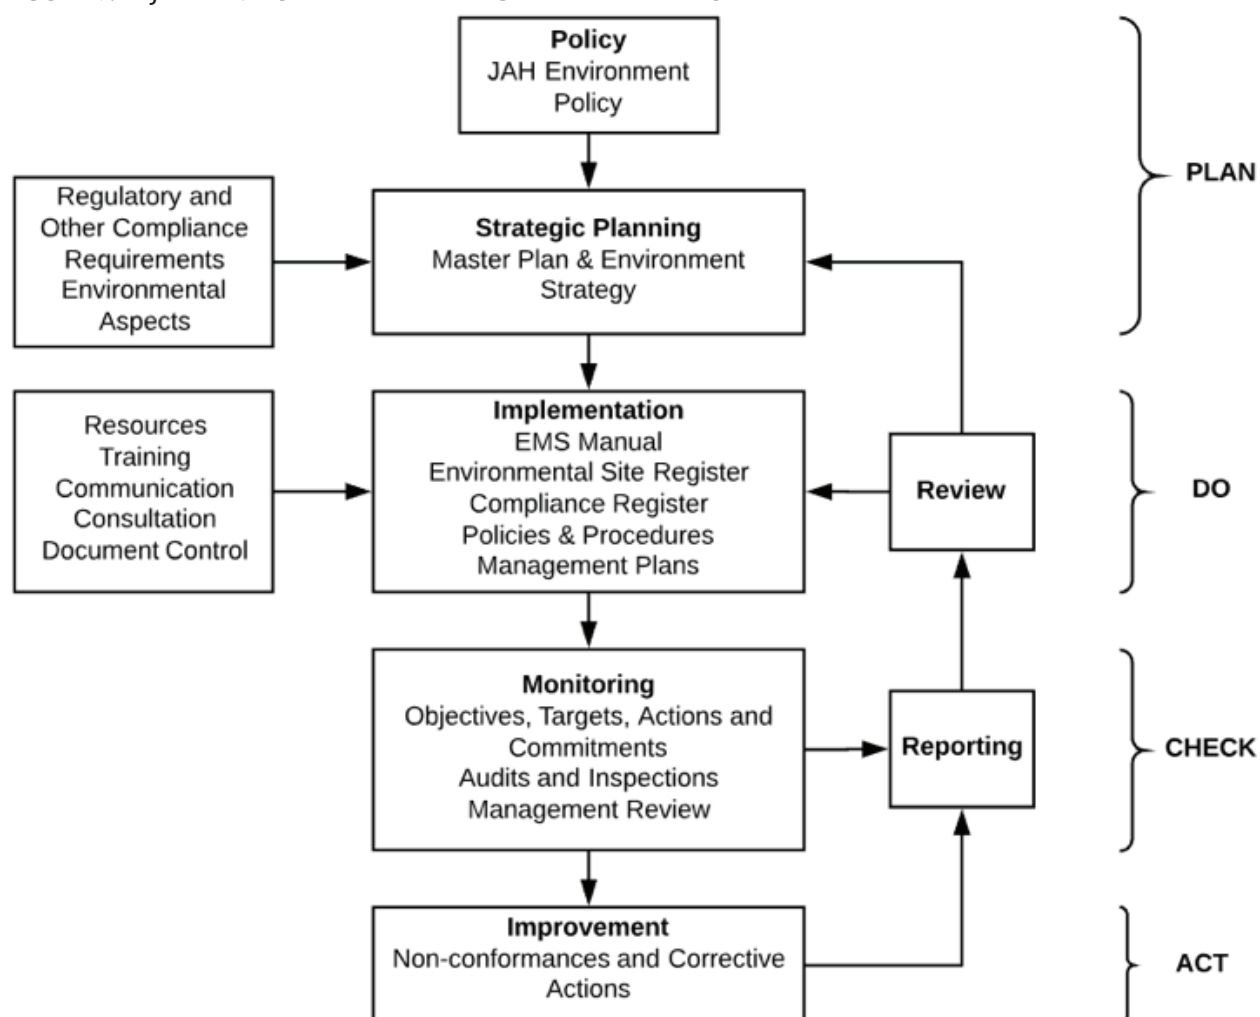 Policy
JAH Environment
Policy
PLAN
Regulatory and
Other Compliance
Requirements
Environmental
Aspects
Strategic Planning
Master Plan & Environment
Strategy
Resources
Training
Communication
Consultation
Document Control
Implementation
EMS Manual
Environmental Site Register
Compliance Register
Policies & Procedures
Management Plans
Review
DO
Monitoring
Objectives, Targets, Actions and
Commitments
Audits and Inspections
Management Review
Reporting
CHECK
Improvement
Non-conformances and Corrective
Actions
ACT